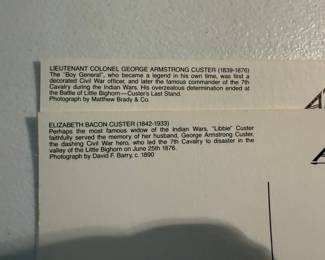 LIEUTENANT COLONEL GEORGE ARMSTRONG CUSTER (1839-1876)
The "Boy General", who became a legend in his own time, was first a
decorated Civil War officer, and later the famous commander of the 7th
Cavalry during the Indian Wars. His overzealous determination ended at
the Battle of Little Bighorn—Custer's Last Stand.
Photograph by Matthew Brady & Co.
ELIZABETH BACON CUSTER (1842-1933)
Perhaps the most famous widow of the Indian Wars, "Libbie" Custer
faithfully served the memory of her husband, George Armstrong Custer,
the dashing Civil War hero, who led the 7th Cavalry to disaster in the
valley of the Little Bighorn on June 25th 1876.
Photograph by David F. Barry, c. 1890